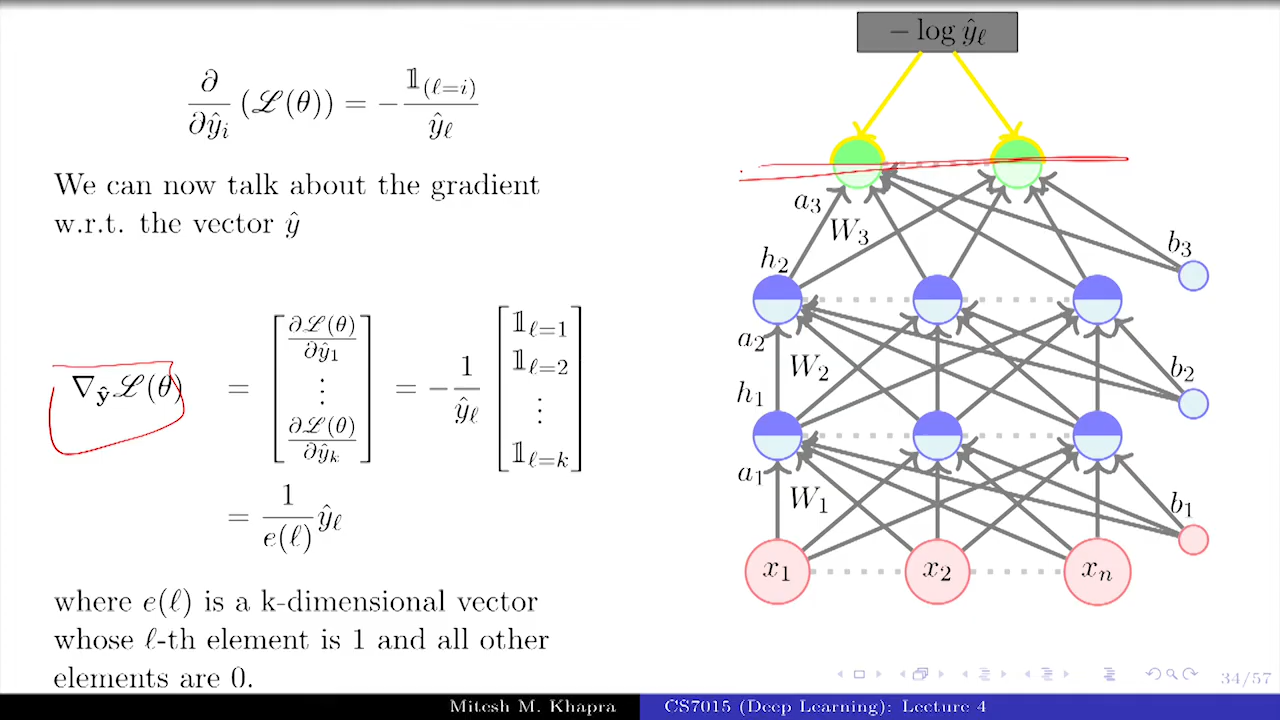 − log ŷ_ℓ
∂/∂ŷ_i (ℒ(θ)) = − 𝟙_(ℓ=i)/ŷ_ℓ
We can now talk about the gradient
w.r.t. the vector ŷ
∇_ŷ ℒ(θ) = [∂ℒ(θ)/∂ŷ_1 ⋮ ∂ℒ(θ)/∂ŷ_k] = − 1/ŷ_ℓ [𝟙_ℓ=1 𝟙_ℓ=2 ⋮ 𝟙_ℓ=k]
= 1/e(ℓ) ŷ_ℓ
where e(ℓ) is a k-dimensional vector
whose ℓ-th element is 1 and all other
elements are 0.
a_3
W_3
b_3
h_2
a_2
W_2
b_2
h_1
a_1
W_1
b_1
x_1 x_2 x_n
34/57
Mitesh M. Khapra
CS7015 (Deep Learning): Lecture 4